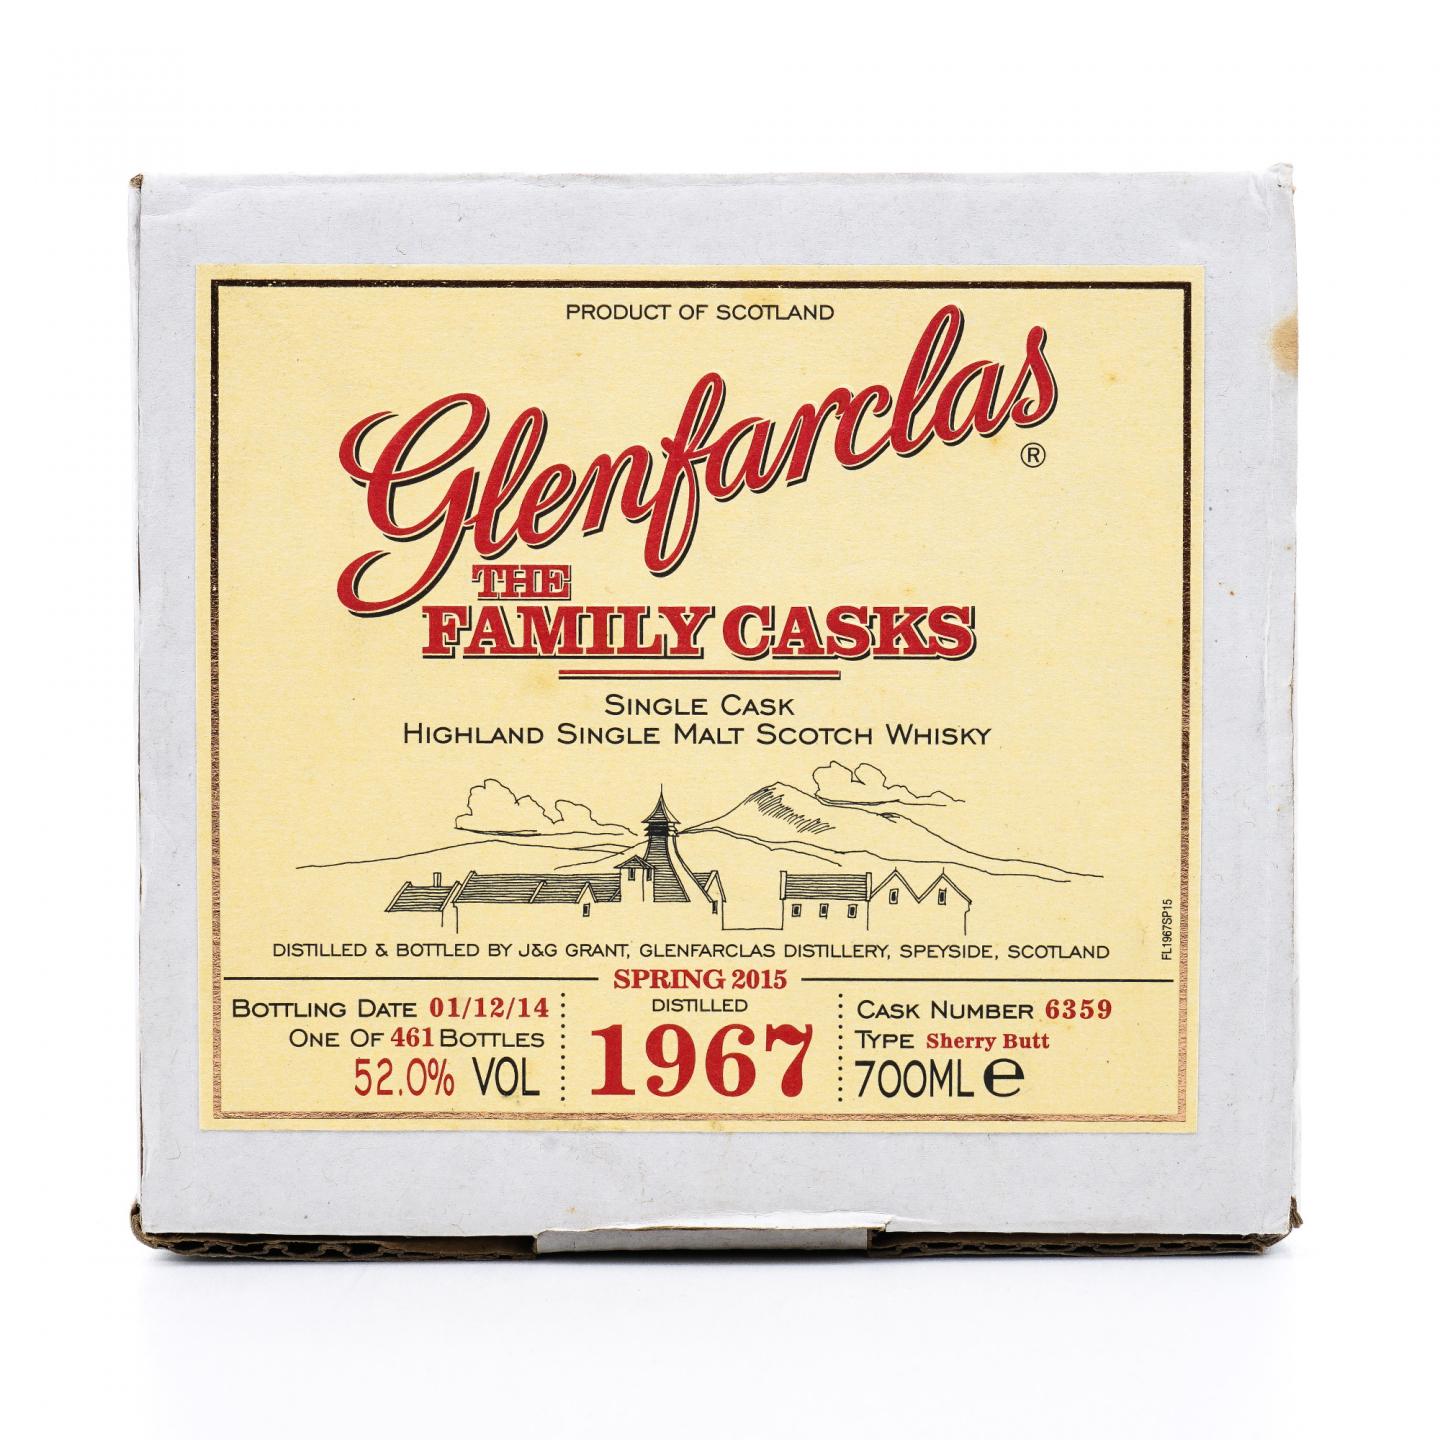 PRODUCT OF SCOTLAND
Glenfarclas
®
THE
FAMILY CASKS
SINGLE CASK
HIGHLAND SINGLE MALT SCOTCH WHISKY
FL1967SP15
DISTILLED & BOTTLED BY J&G GRANT, GLENFARCLAS DISTILLERY, SPEYSIDE, SCOTLAND
SPRING 2015
BOTTLING DATE 01/12/14
ONE OF 461 BOTTLES
52.0% VOL
DISTILLED
1967
CASK NUMBER 6359
TYPE Sherry Butt
700ML e